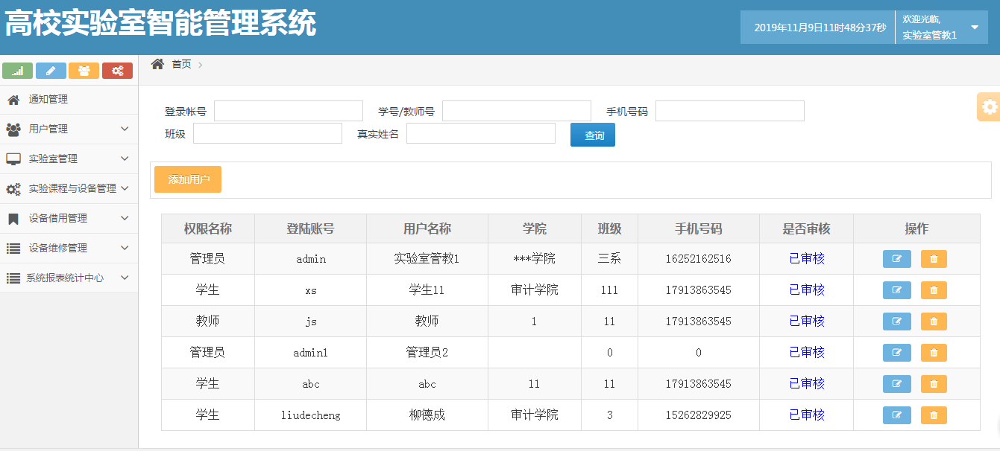 高校实验室智能管理系统
2019年11月9日11时48分37秒
欢迎光临,
实验室管教1
首页
通知管理
用户管理
实验室管理
实验课程与设备管理
设备借用管理
设备维修管理
系统报表统计中心
登录帐号 学号/教师号 手机号码
班级 真实姓名 查询
添加用户
权限名称 登陆账号 用户名称 学院 班级 手机号码 是否审核 操作
管理员 admin 实验室管教1 ***学院 三系 16252162516 已审核
学生 xs 学生11 审计学院 111 17913863545 已审核
教师 js 教师 1 11 17913863545 已审核
管理员 admin1 管理员2 0 0 已审核
学生 abc abc 11 11 17913863545 已审核
学生 liudecheng 柳德成 审计学院 3 15262829925 已审核